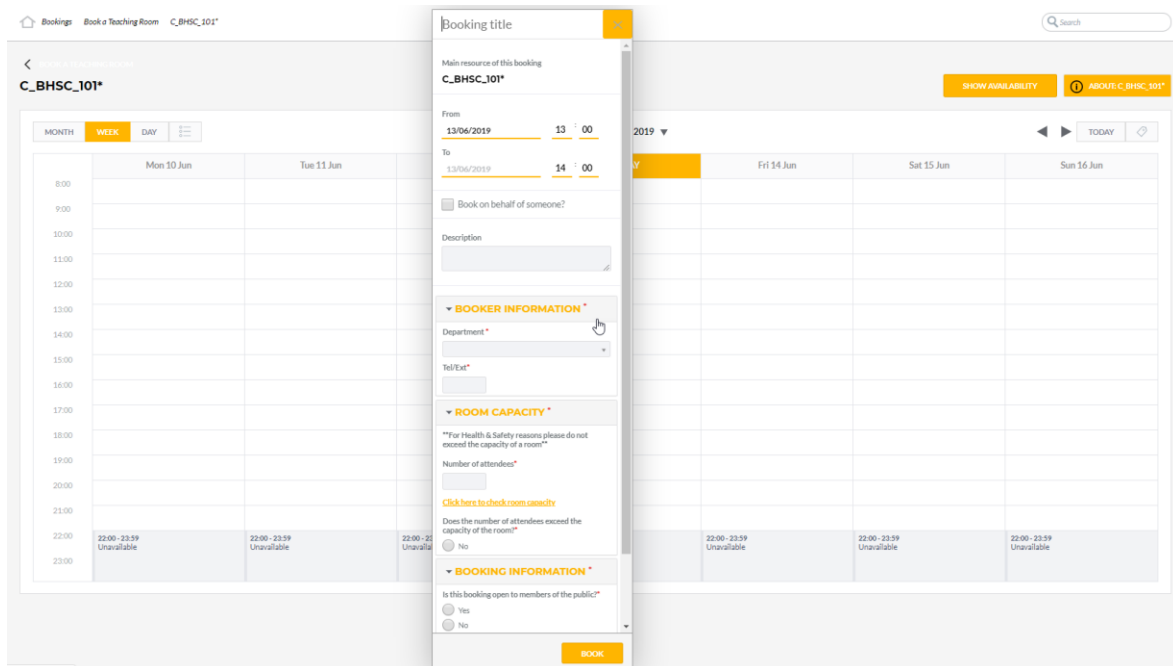 Bookings Book a Teaching Room C_BHSC_101*
Search
C_BHSC_101*
SHOW AVAILABILITY
ABOUT: C_BHSC_101*
MONTH WEEK DAY
2019
TODAY
Mon 10 Jun Tue 11 Jun Fri 14 Jun Sat 15 Jun Sun 16 Jun
8:00
9:00
10:00
11:00
12:00
13:00
14:00
15:00
16:00
17:00
18:00
19:00
20:00
21:00
22:00
23:00
22:00 - 23:59
Unavailable
22:00 - 23:59
Unavailable
22:00 - 23:59
Unavailable
22:00 - 23:59
Unavailable
22:00 - 23:59
Unavailable
Booking title
Main resource of this booking
C_BHSC_101*
From
13/06/2019 13 : 00
To
13/06/2019 14 : 00
Book on behalf of someone?
Description
BOOKER INFORMATION *
Department *
Tel/Ext*
ROOM CAPACITY *
**For Health & Safety reasons please do not
exceed the capacity of a room**
Number of attendees*
Click here to check room capacity
Does the number of attendees exceed the
capacity of the room?*
No
BOOKING INFORMATION *
Is this booking open to members of the public?*
Yes
No
BOOK